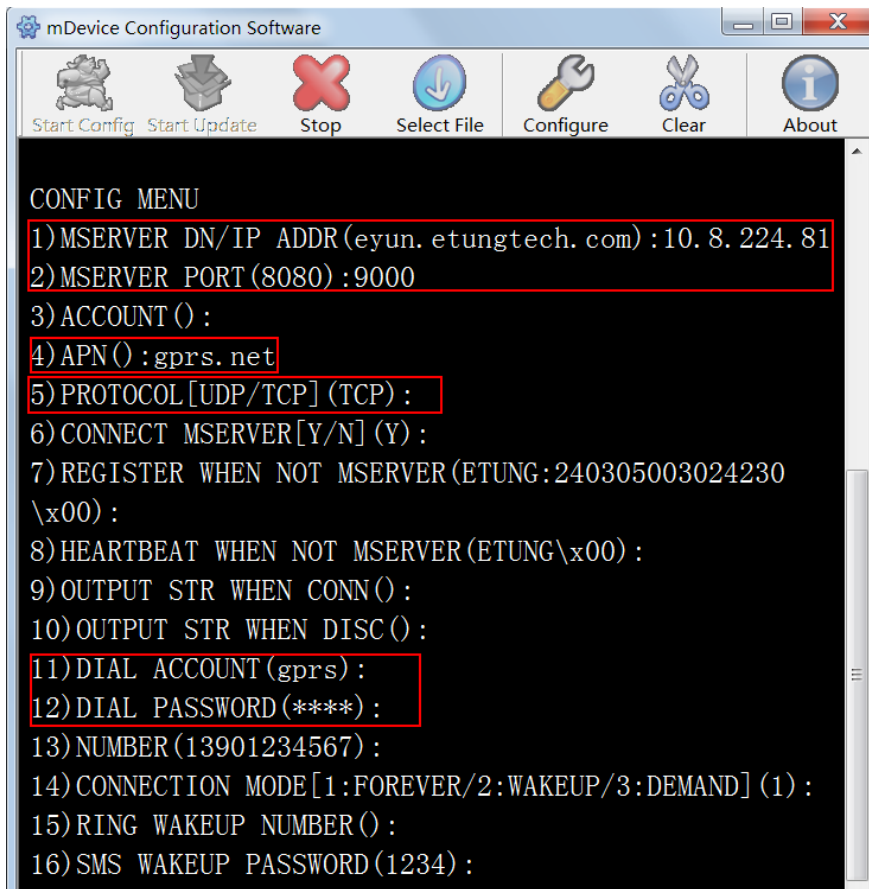 mDevice Configuration Software
Start Config Start Update Stop Select File Configure Clear About
CONFIG MENU
1)MSERVER DN/IP ADDR(eyun.etungtech.com):10.8.224.81
2)MSERVER PORT(8080):9000
3)ACCOUNT():
4)APN():gprs.net
5)PROTOCOL[UDP/TCP](TCP):
6)CONNECT MSERVER[Y/N](Y):
7)REGISTER WHEN NOT MSERVER(ETUNG:240305003024230
\x00):
8)HEARTBEAT WHEN NOT MSERVER(ETUNG\x00):
9)OUTPUT STR WHEN CONN():
10)OUTPUT STR WHEN DISC():
11)DIAL ACCOUNT(gprs):
12)DIAL PASSWORD(****):
13)NUMBER(13901234567):
14)CONNECTION MODE[1:FOREVER/2:WAKEUP/3:DEMAND](1):
15)RING WAKEUP NUMBER():
16)SMS WAKEUP PASSWORD(1234):